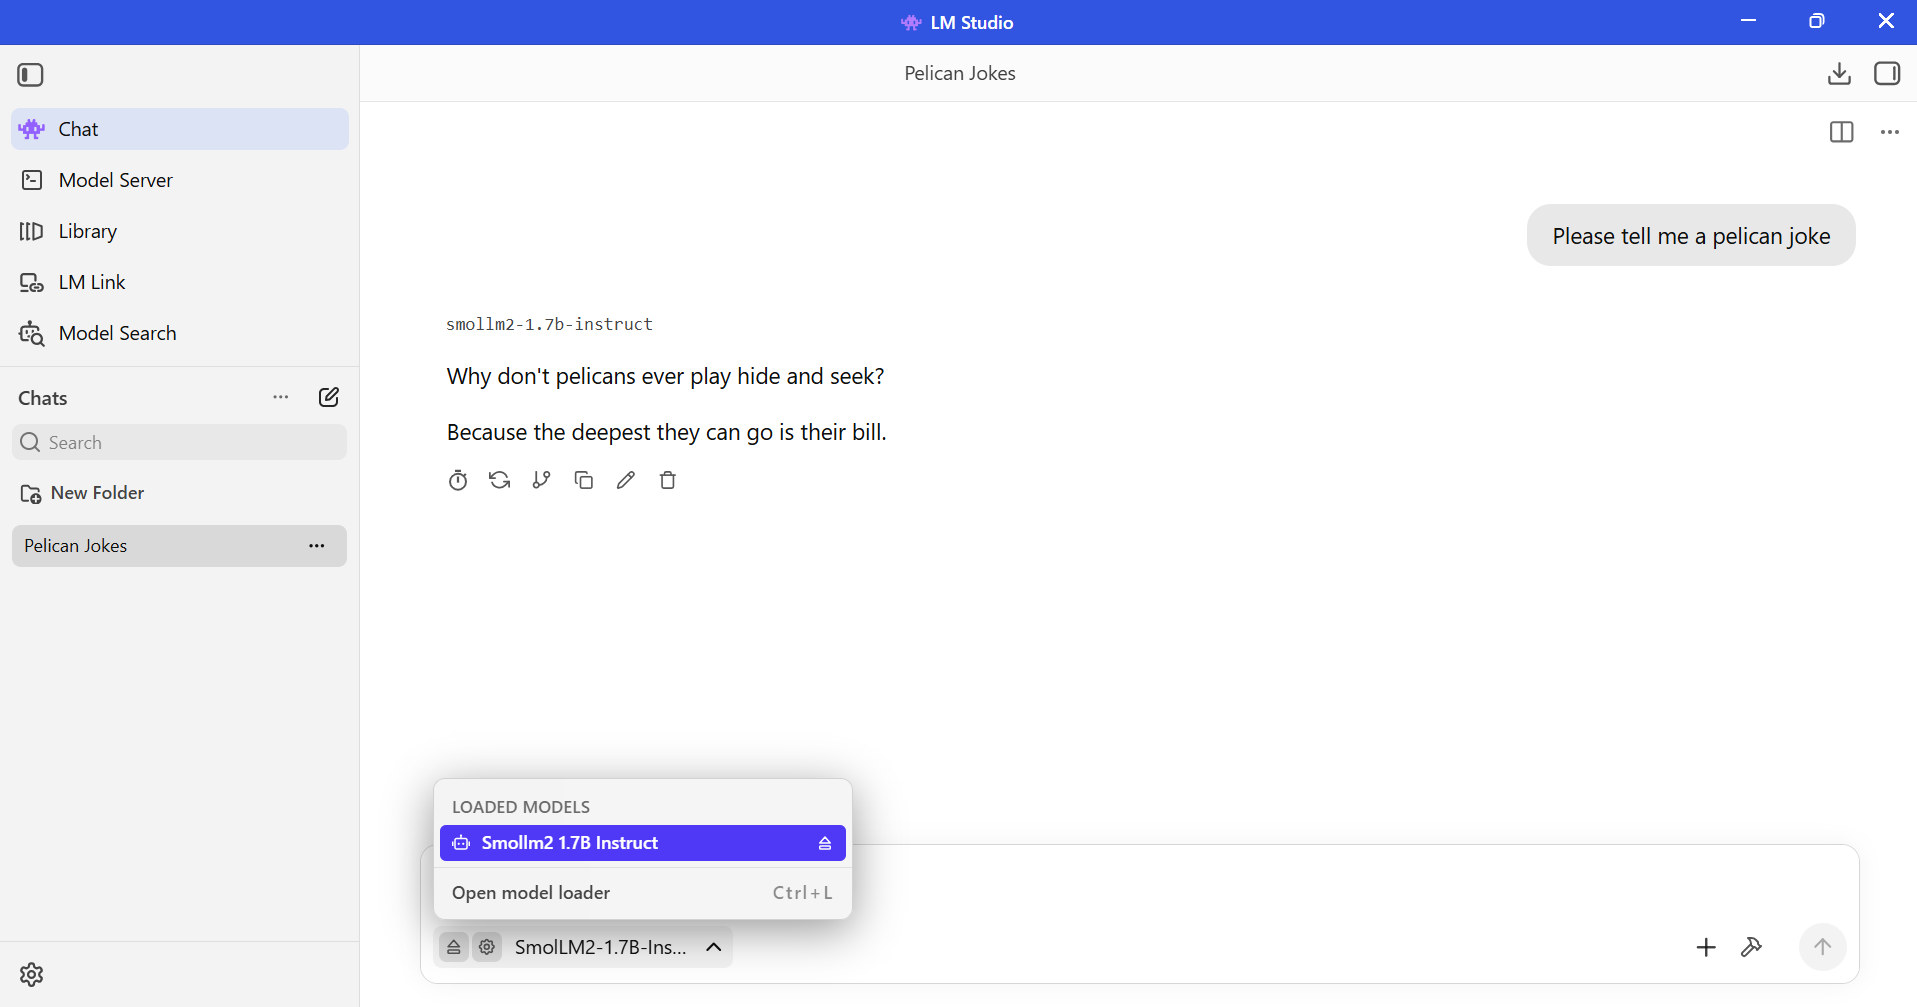 LM Studio
Pelican Jokes
Chat
Model Server
Library
LM Link
Model Search
Chats
Search
New Folder
Pelican Jokes
Please tell me a pelican joke
smollm2-1.7b-instruct
Why don't pelicans ever play hide and seek?
Because the deepest they can go is their bill.
LOADED MODELS
Smollm2 1.7B Instruct
Open model loader Ctrl+L
SmolLM2-1.7B-Ins...